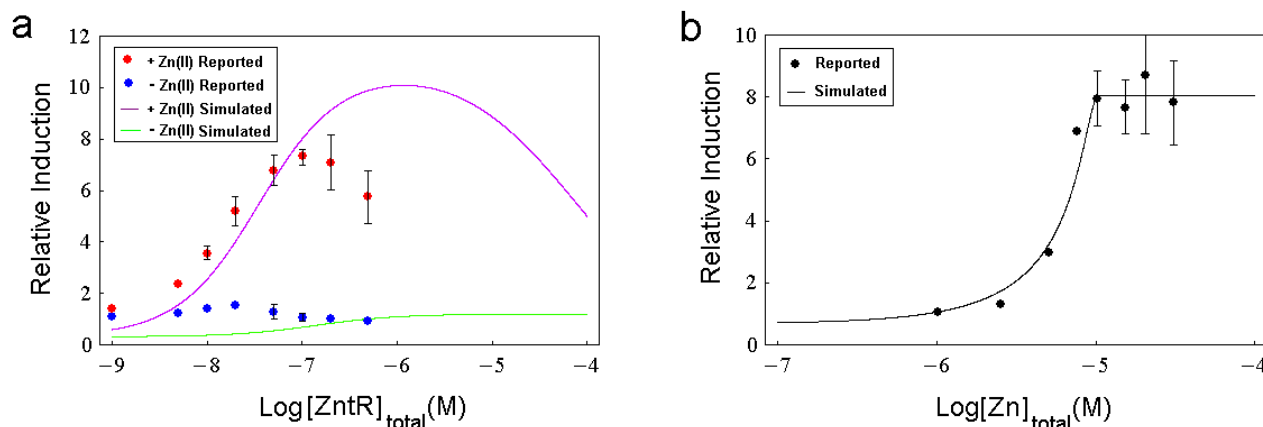 a
Relative Induction
12
10
8
6
4
2
0
+ Zn(II) Reported
- Zn(II) Reported
+ Zn(II) Simulated
- Zn(II) Simulated
−9
−8
−7
−6
−5
−4
Log[ZntR]total(M)
b
Relative Induction
10
8
6
4
2
0
Reported
Simulated
−7
−6
−5
−4
Log[Zn]total(M)